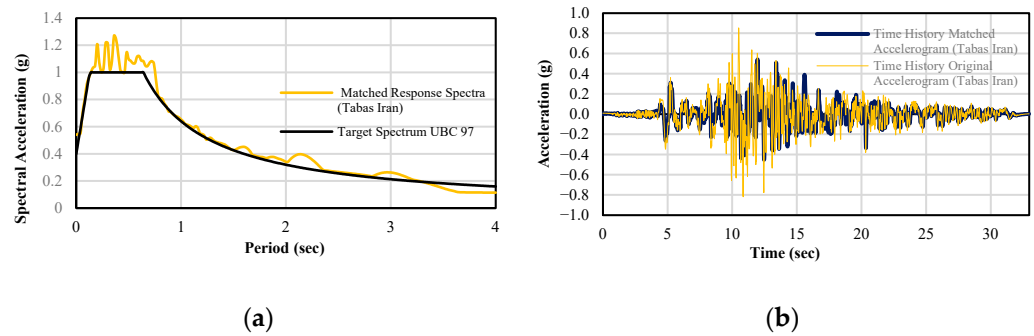 1.4
1.2
1
0.8
0.6
0.4
0.2
0
0 1 2 3 4
Spectral Acceleration (g)
Period (sec)
Matched Response Spectra
(Tabas Iran)
Target Spectrum UBC 97
(a)
1.0
0.8
0.6
0.4
0.2
0.0
−0.2
−0.4
−0.6
−0.8
−1.0
0 5 10 15 20 25 30
Acceleration (g)
Time (sec)
Time History Matched
Accelerogram (Tabas Iran)
Time History Original
Accelerogram (Tabas Iran)
(b)